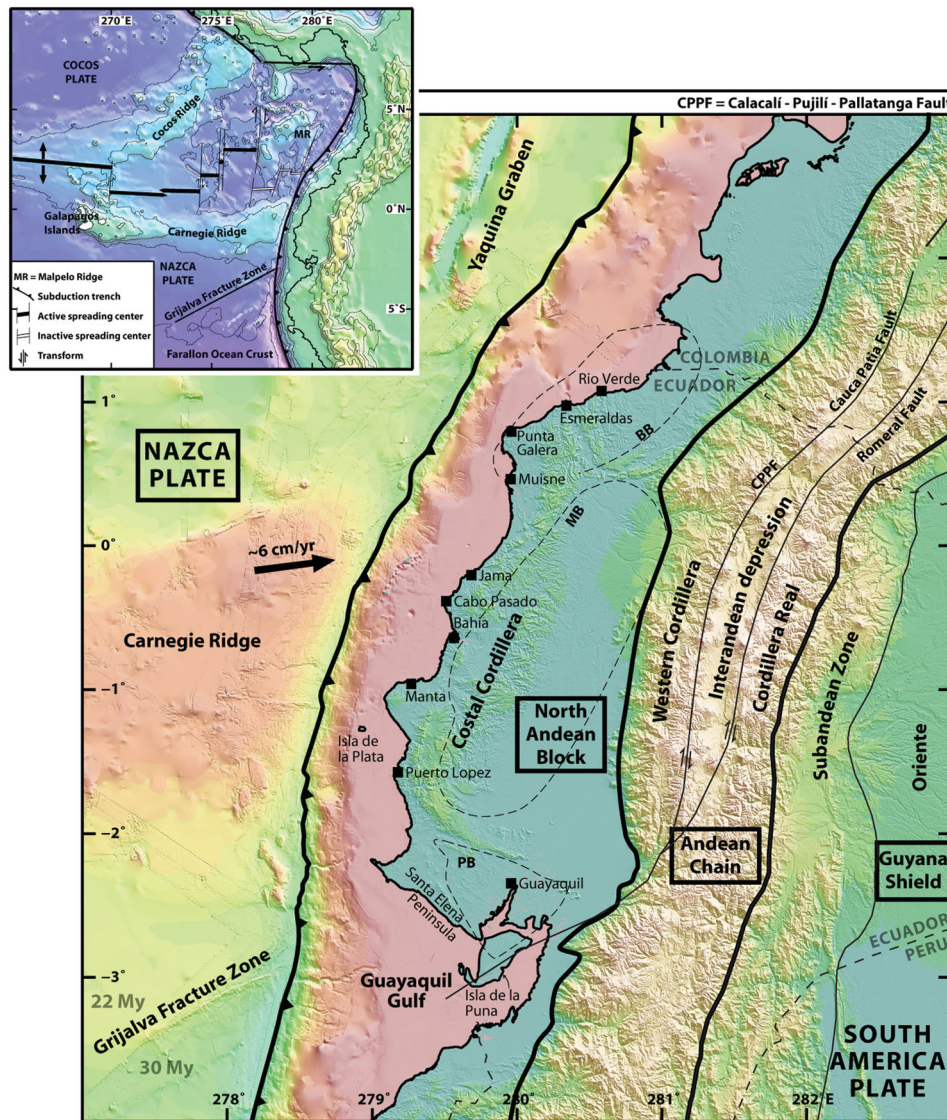 270˚E
275˚E
280˚E
COCOS
PLATE
Cocos Ridge
MR
5˚N
0˚N
5˚S
Galapagos
Islands
Carnegie Ridge
NAZCA
PLATE
Grijalva Fracture Zone
Farallon Ocean Crust
MR = Malpelo Ridge
Subduction trench
Active spreading center
Inactive spreading center
Transform
CPPF = Calacalí - Pujilí - Pallatanga Fault
Yaquina Graben
COLOMBIA
ECUADOR
Rio Verde
Esmeraldas
Punta
Galera
BB
Muisne
MB
Cauca Patia Fault
Romeral Fault
CPPF
1˚
NAZCA
PLATE
0˚
~6 cm/yr
Jama
Cabo Pasado
Bahía
Carnegie Ridge
Costal Cordillera
Western Cordillera
Interandean depression
Cordillera Real
Subandean Zone
Oriente
−1˚
Manta
Isla de
la Plata
North
Andean
Block
Puerto Lopez
−2˚
PB
Guayaquil
Santa Elena
Peninsula
Andean
Chain
Guyana
Shield
ECUADOR
PERU
−3˚
Guayaquil
Gulf
Isla de la
Puna
22 My
Grijalva Fracture Zone
30 My
SOUTH
AMERICA
PLATE
278˚
279˚
280˚
281˚
282˚E